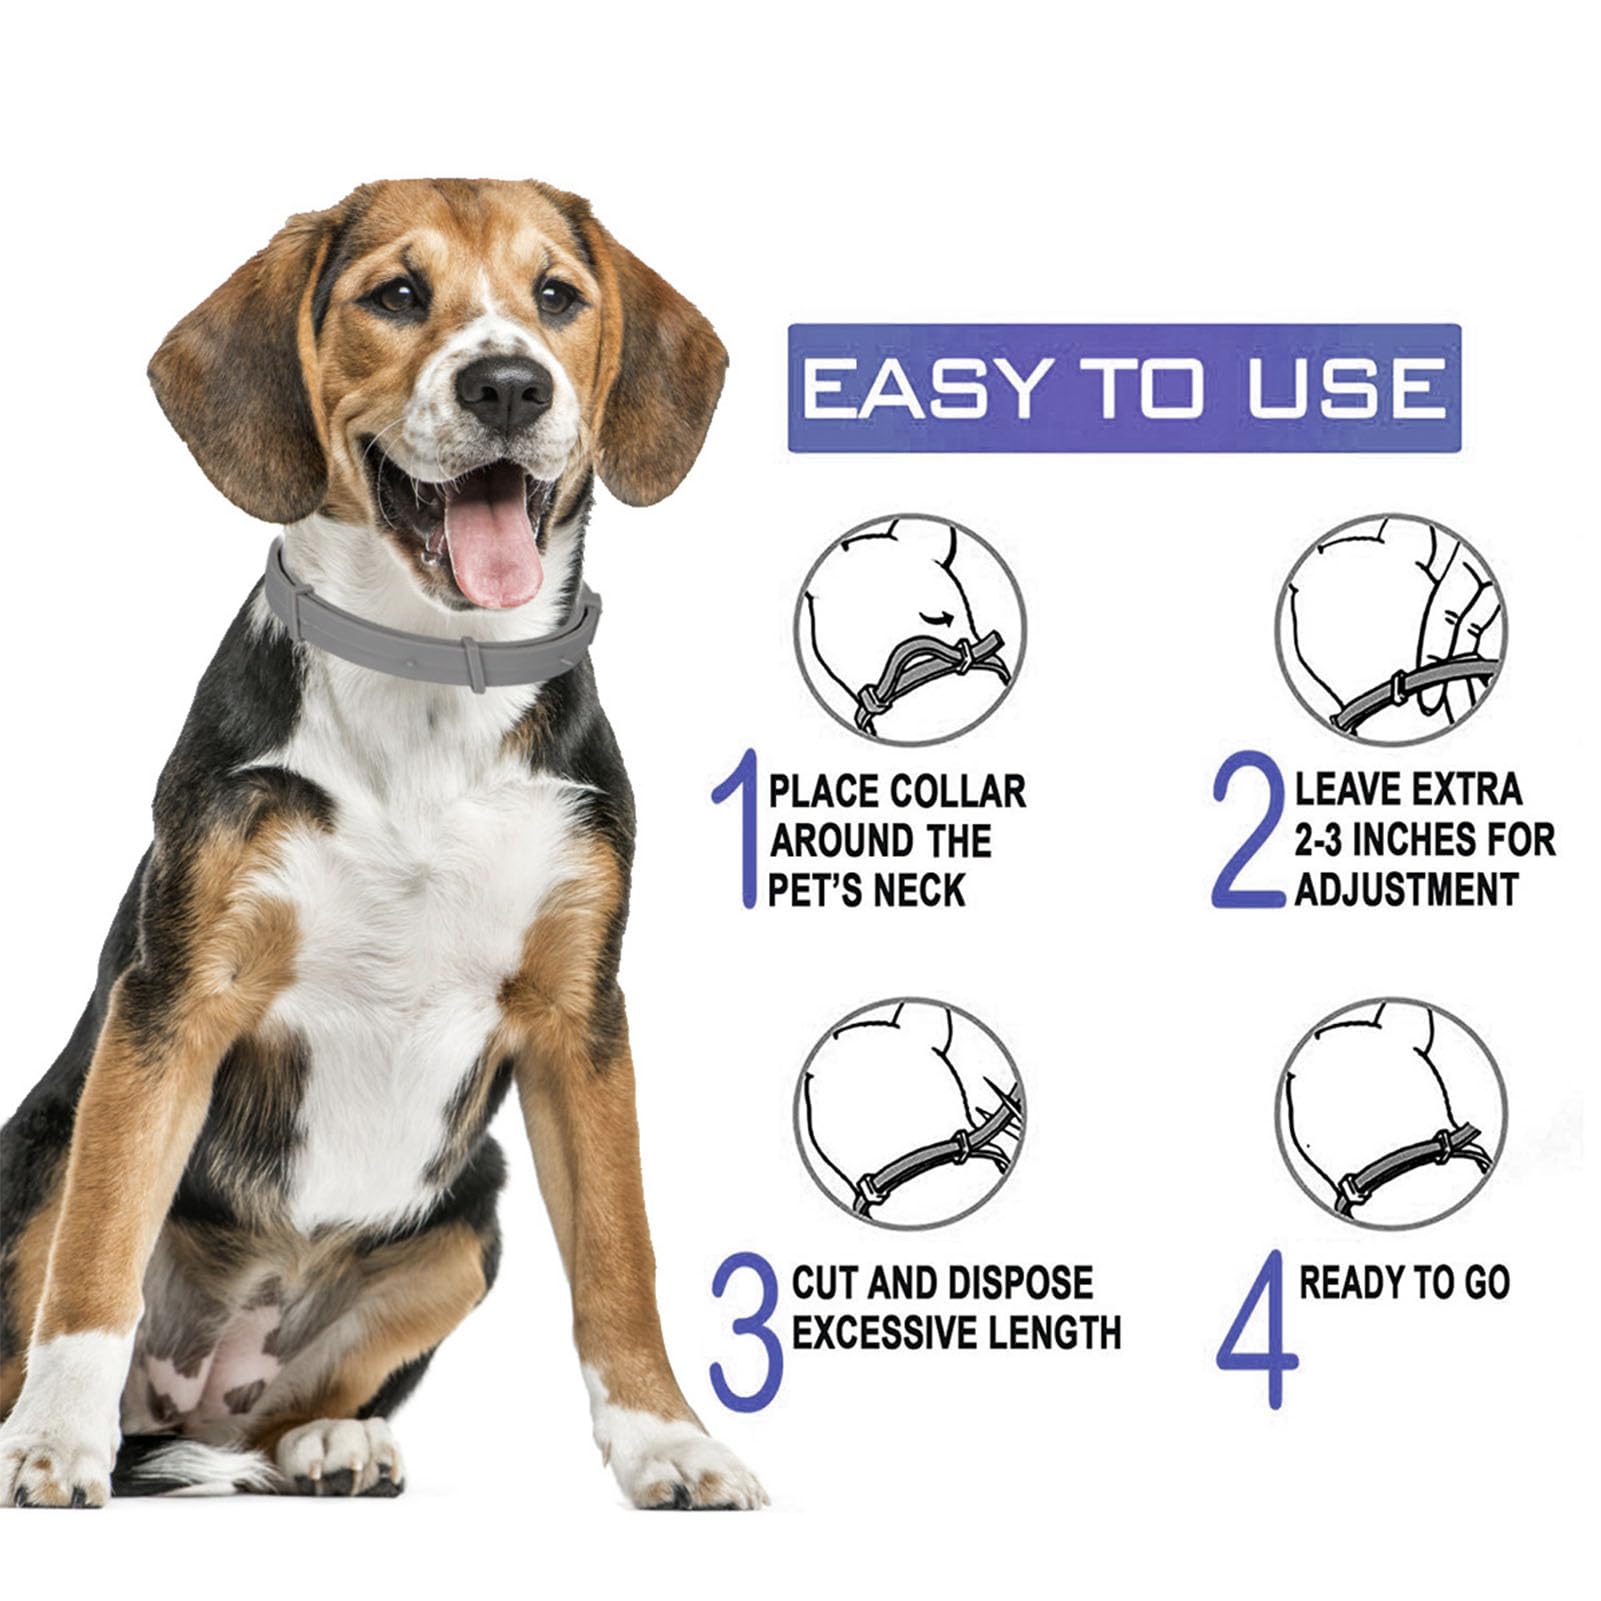 EASY TO USE
1 PLACE COLLAR
AROUND THE
PET'S NECK
2 LEAVE EXTRA
2-3 INCHES FOR
ADJUSTMENT
3 CUT AND DISPOSE
EXCESSIVE LENGTH
4 READY TO GO